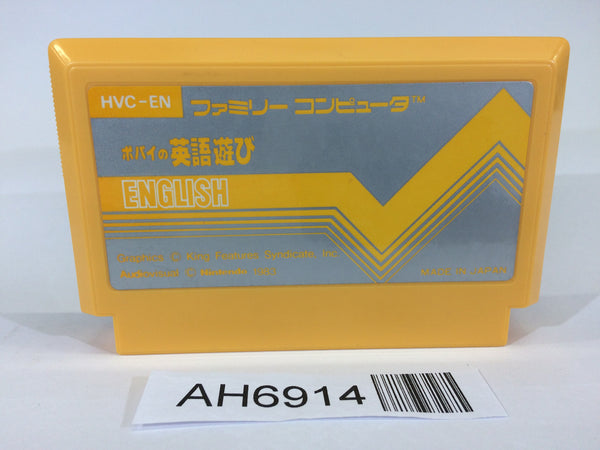 HVC-EN
ファミリー コンピュータ™
ポパイの英語遊び
ENGLISH
Graphics © King Features Syndicate, Inc.
Audiovisual © Nintendo 1983
MADE IN JAPAN
AH6914